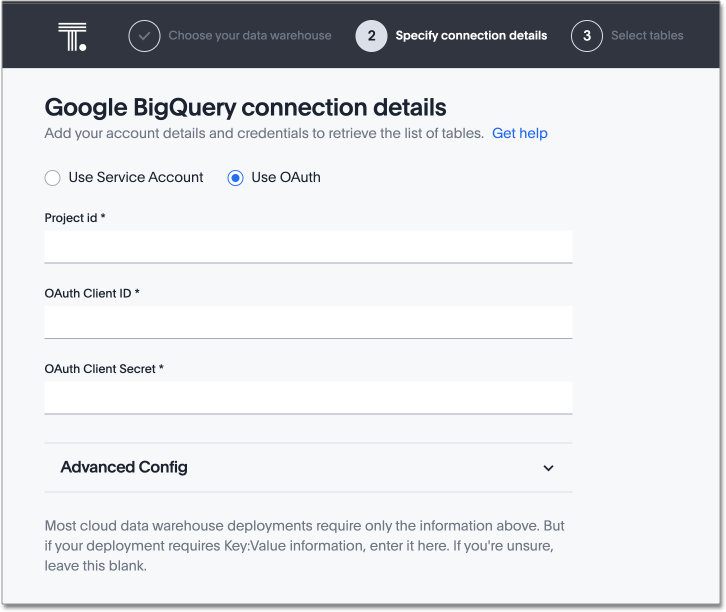 T.
Choose your data warehouse
2 Specify connection details
3 Select tables
Google BigQuery connection details
Add your account details and credentials to retrieve the list of tables. Get help
Use Service Account Use OAuth
Project id *
OAuth Client ID *
OAuth Client Secret *
Advanced Config
Most cloud data warehouse deployments require only the information above. But
if your deployment requires Key:Value information, enter it here. If you're unsure,
leave this blank.